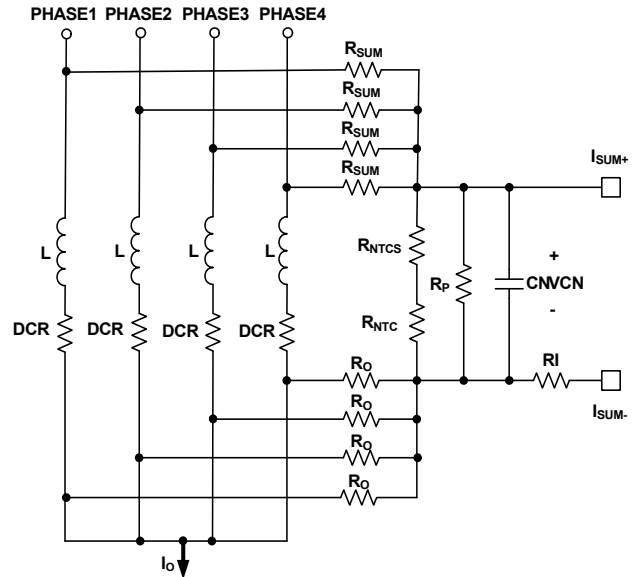 PHASE1 PHASE2 PHASE3 PHASE4
RSUM
RSUM
RSUM
RSUM
ISUM+
L L L L
RNTCS
RP
CNVCN
+
-
DCR DCR DCR DCR
RNTC
RO
RI
ISUM-
RO
RO
RO
IO